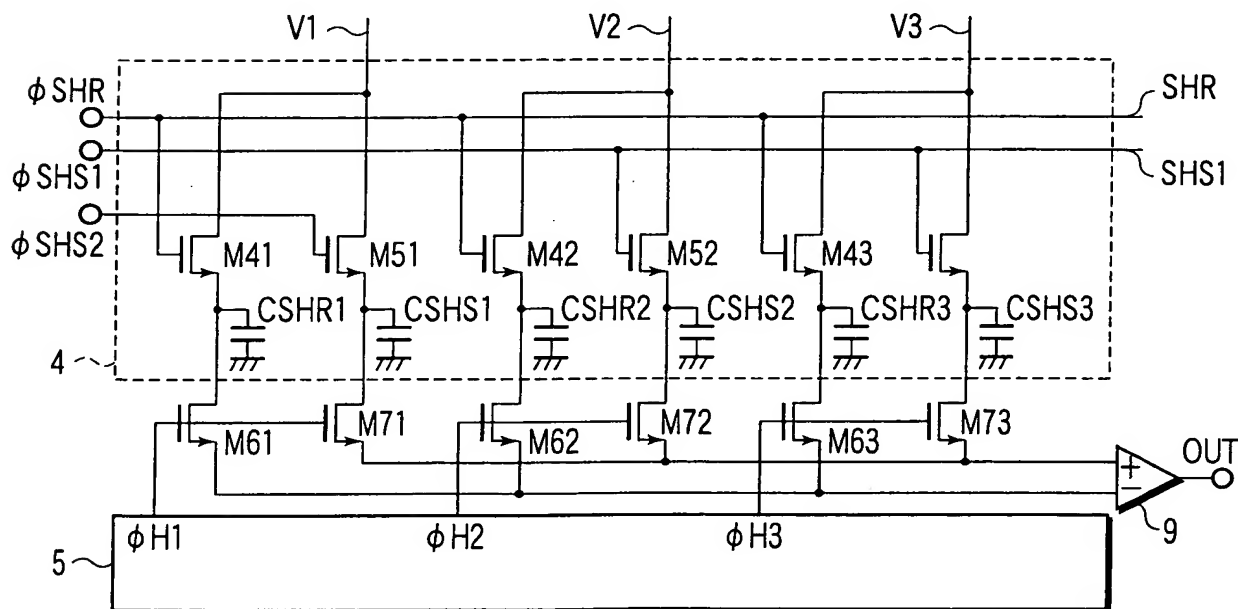 V1 V2 V3
φSHR SHR
φSHS1 SHS1
φSHS2
M41 M51 M42 M52 M43
CSHR1 CSHS1 CSHR2 CSHS2 CSHR3 CSHS3
4
M61 M71 M62 M72 M63 M73
OUT
+
−
9
φH1 φH2 φH3
5